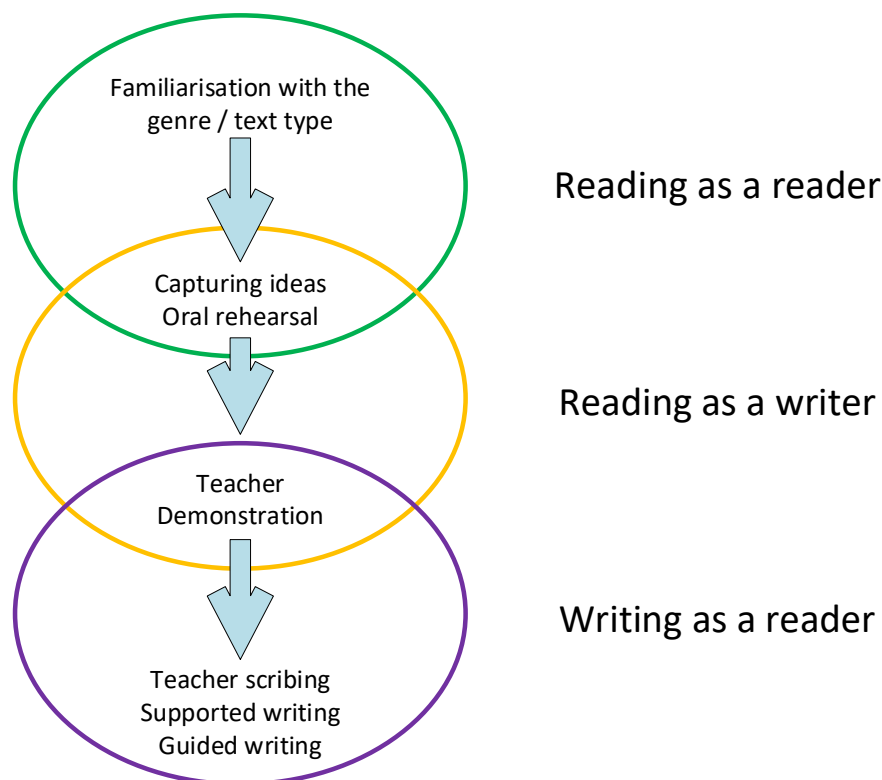 Familiarisation with the
genre / text type
Reading as a reader
Capturing ideas
Oral rehearsal
Reading as a writer
Teacher
Demonstration
Writing as a reader
Teacher scribing
Supported writing
Guided writing